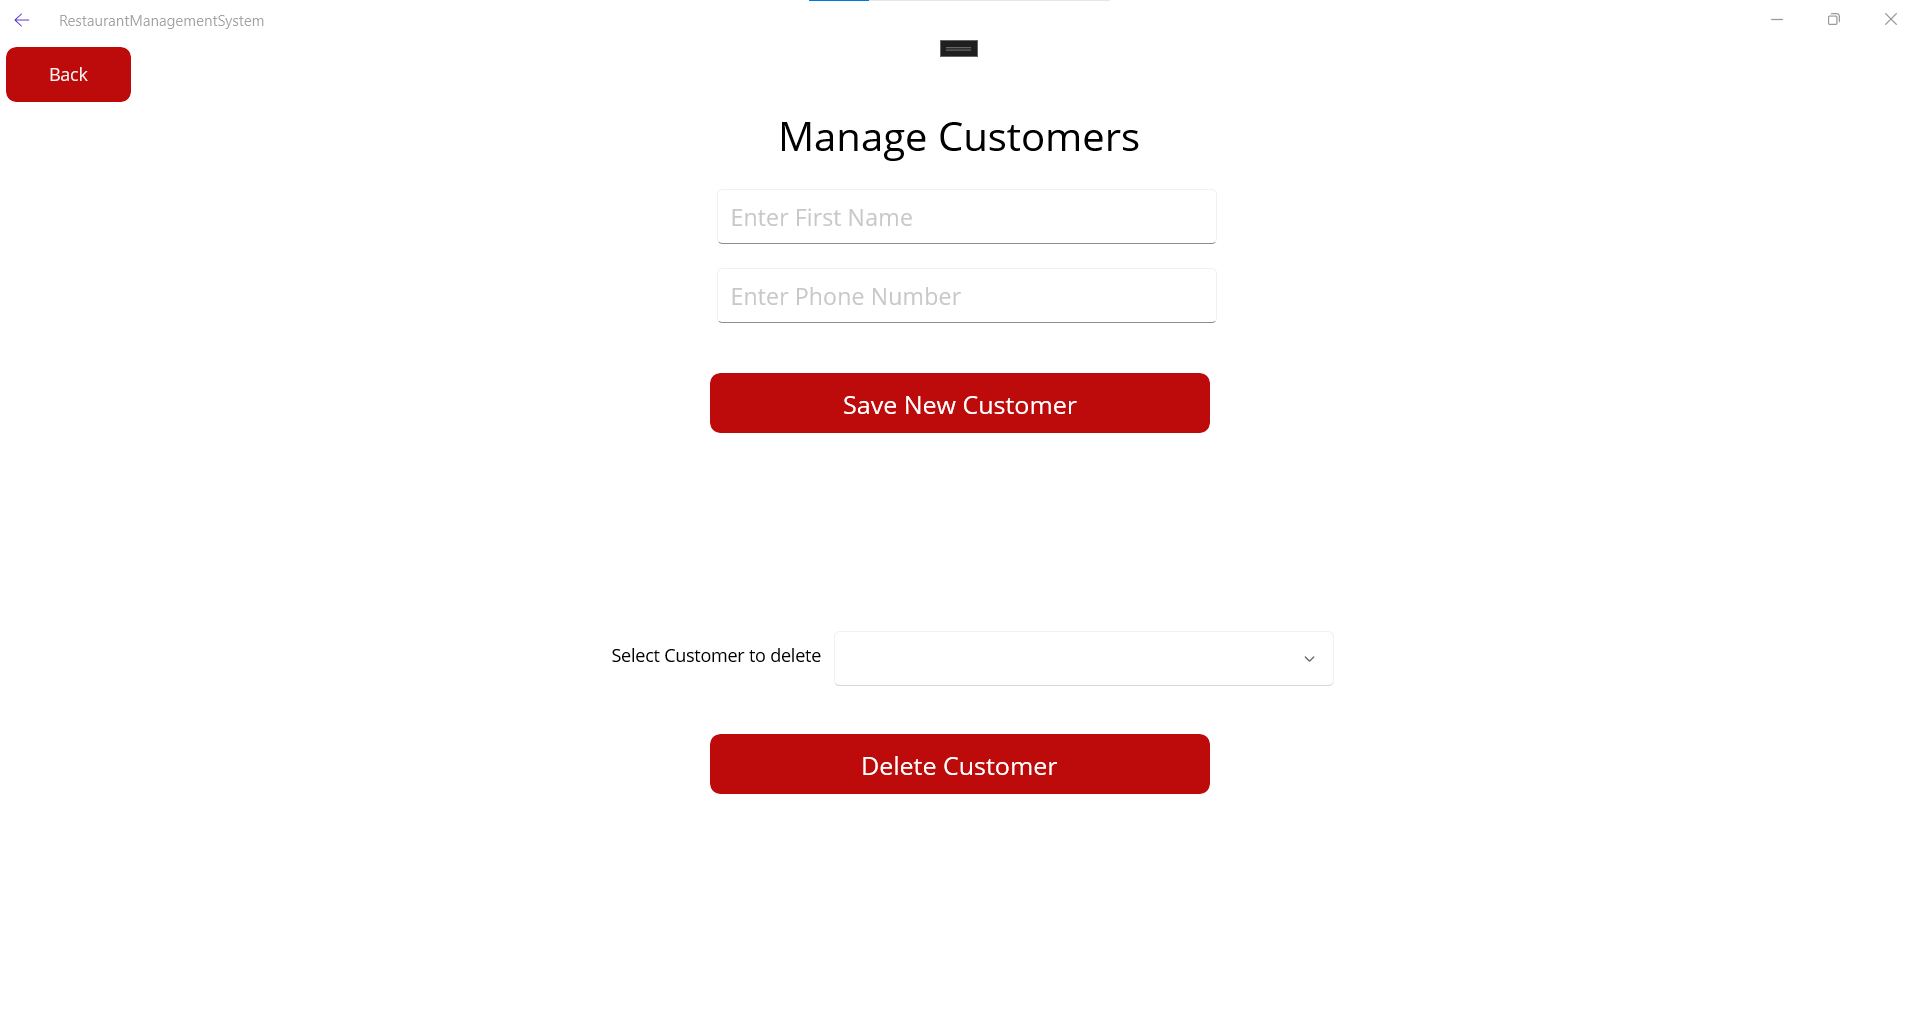 RestaurantManagementSystem
Back
Manage Customers
Enter First Name
Enter Phone Number
Save New Customer
Select Customer to delete
Delete Customer